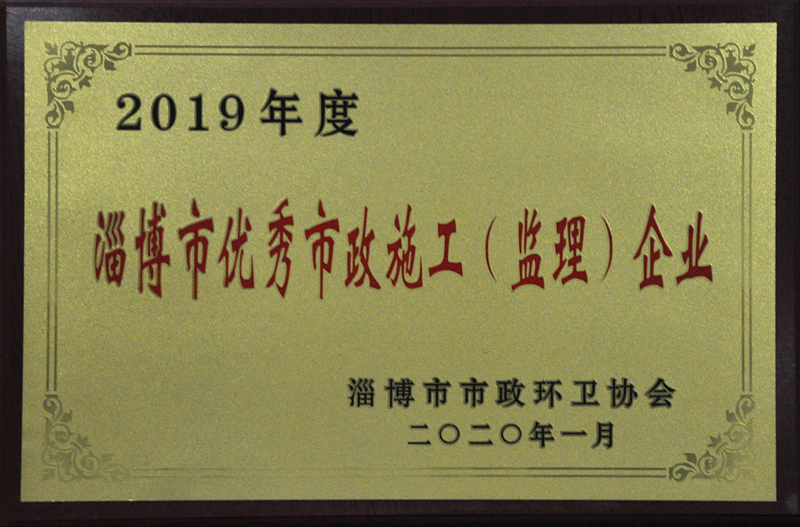 2019年度
淄博市优秀市政施工（监理）企业
淄博市市政环卫协会
二〇二〇年一月